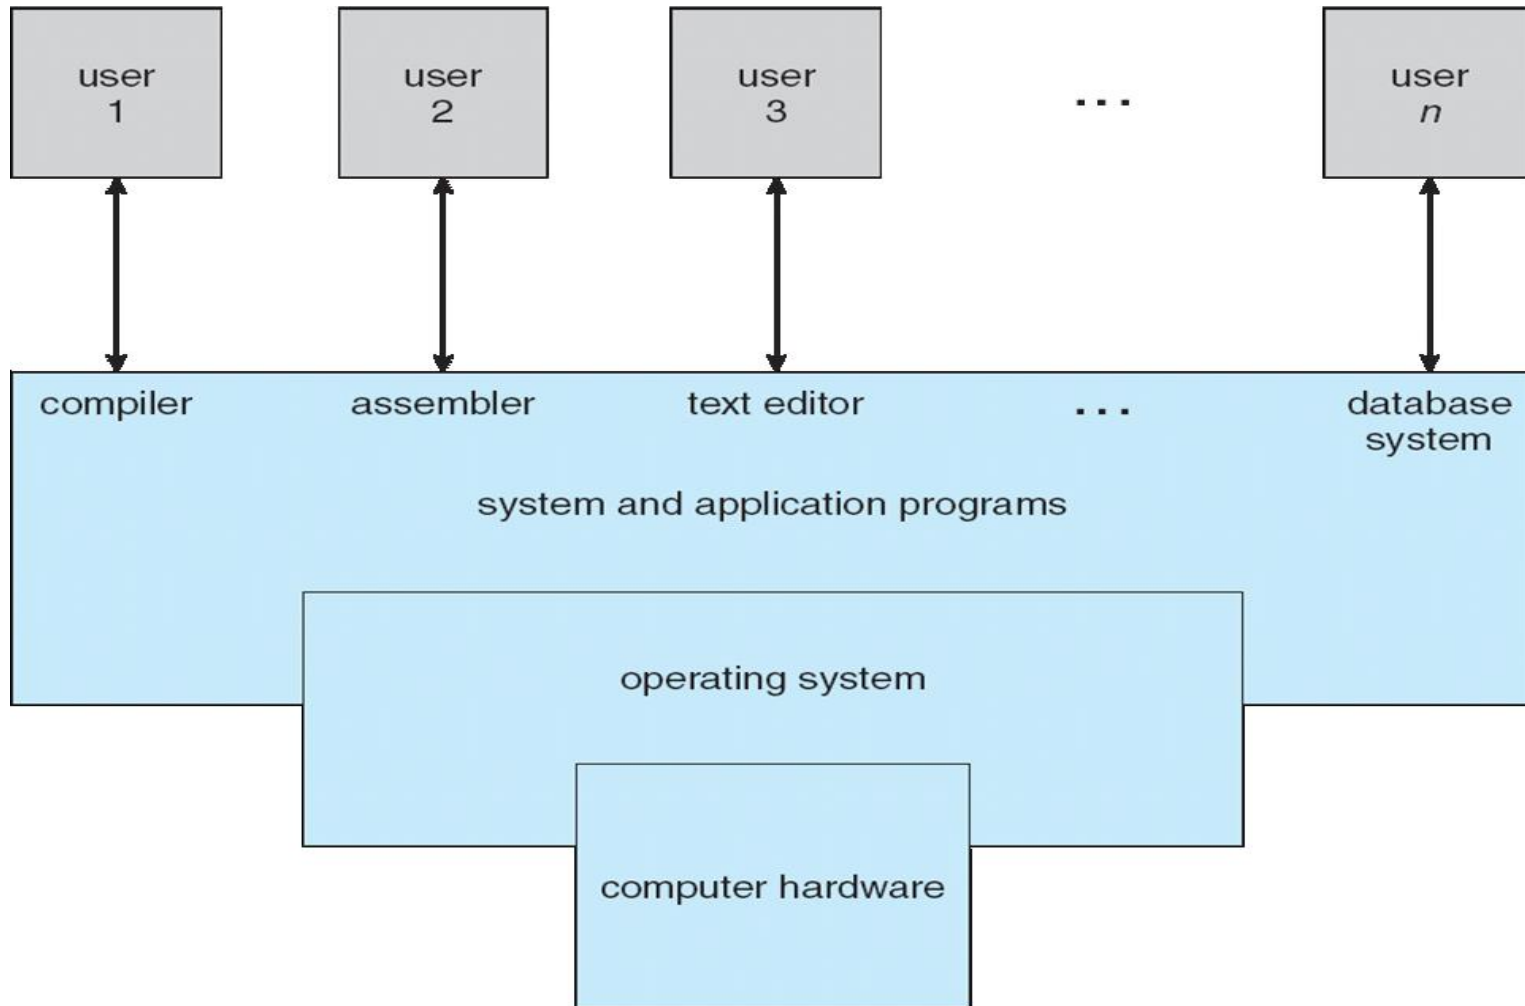 user
1
user
2
user
3
...
user
n
compiler
assembler
text editor
...
database
system
system and application programs
operating system
computer hardware